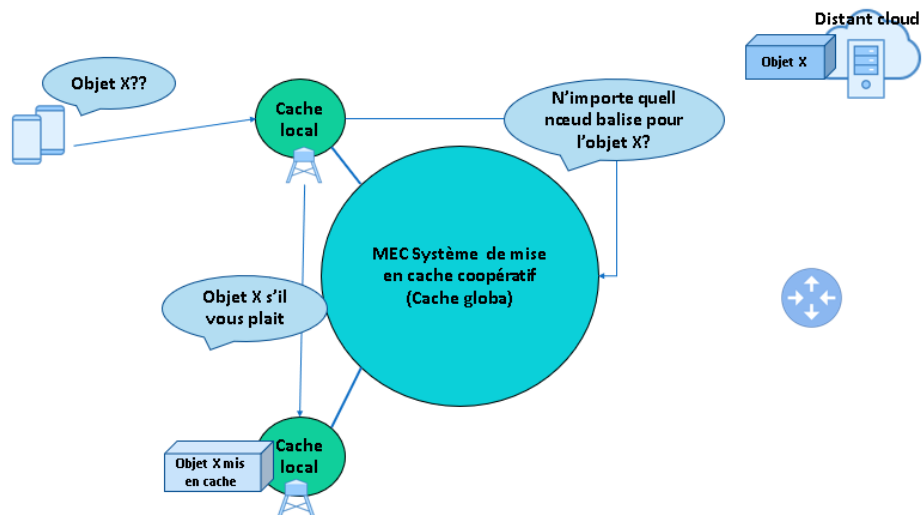 Distant cloud
Objet X
Objet X??
Cache
local
N'importe quell
nœud balise pour
l'objet X?
MEC Système de mise
en cache coopératif
(Cache globa)
Objet X s'il
vous plait
Cache
local
Objet X mis
en cache